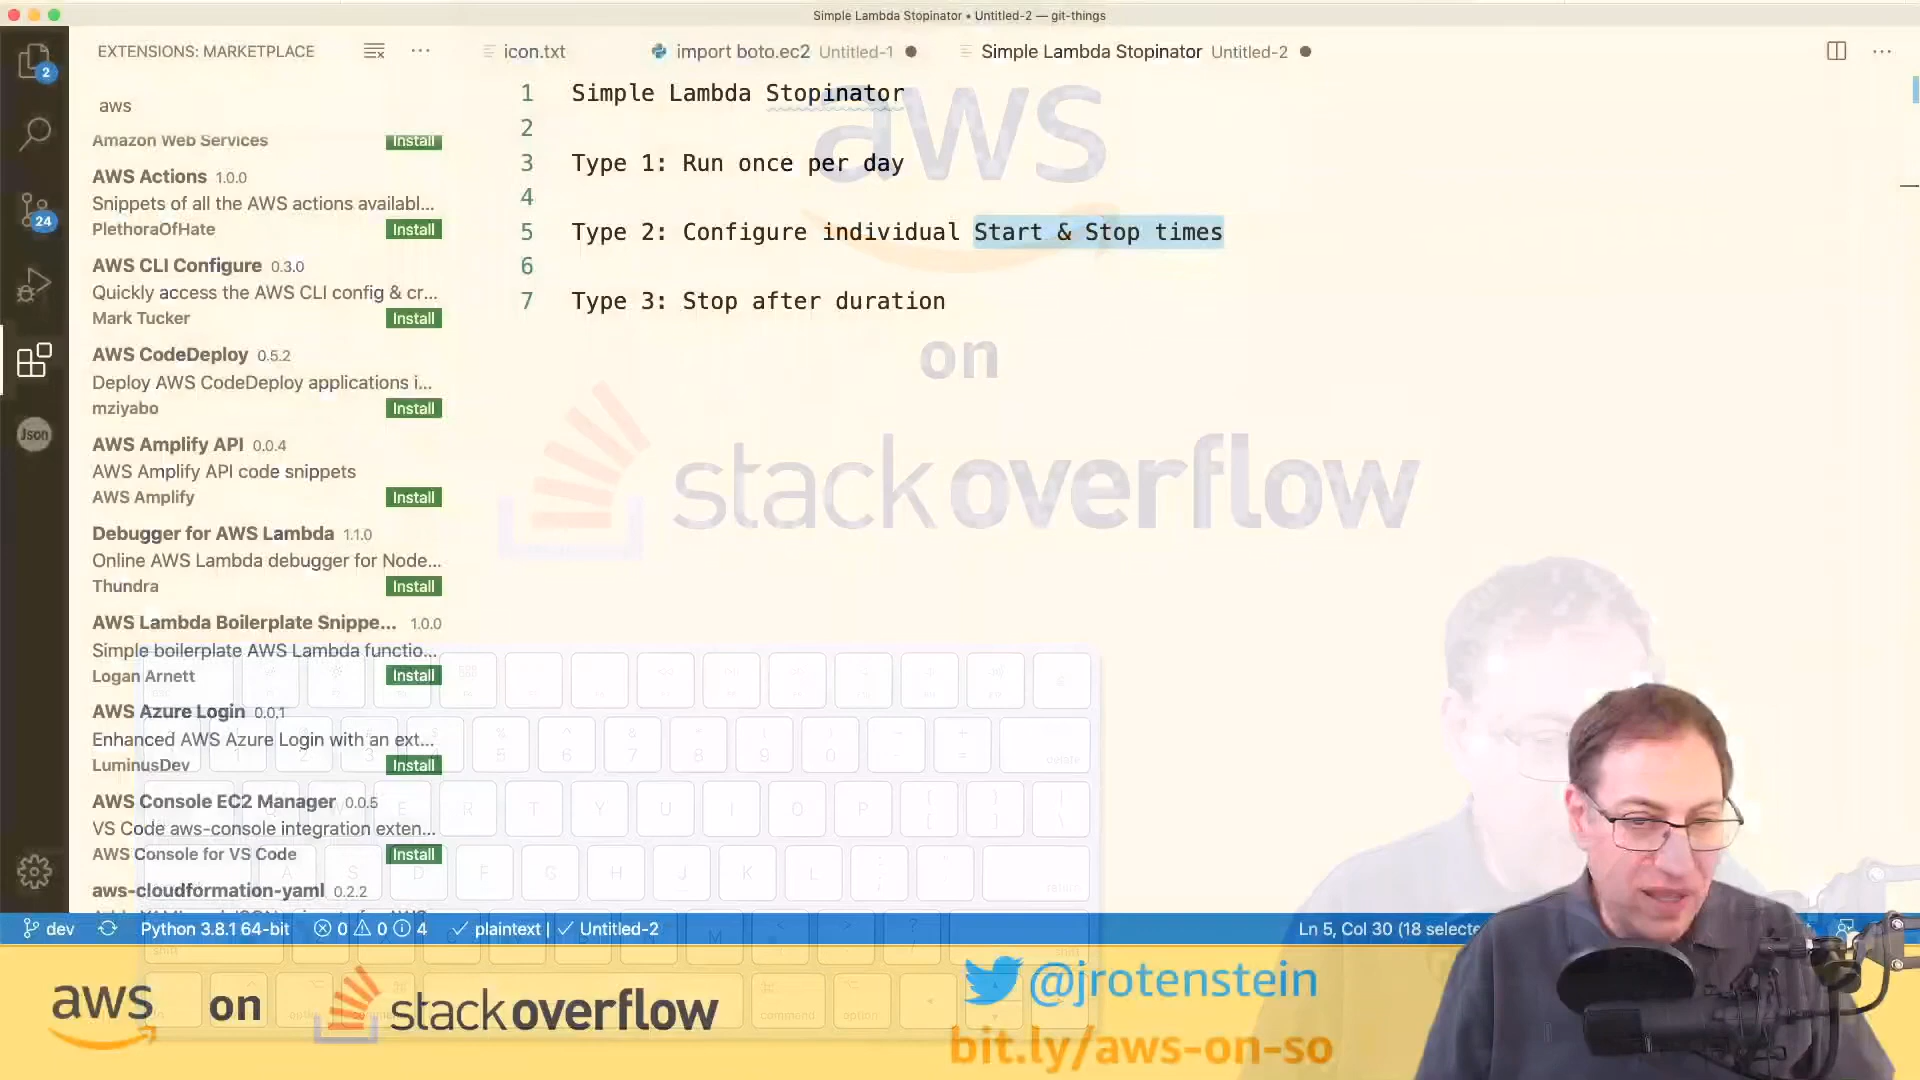 Simple Lambda Stopinator • Untitled-2 — git-things
EXTENSIONS: MARKETPLACE
icon.txt
import boto.ec2 Untitled-1
Simple Lambda Stopinator Untitled-2
2
24
Json
aws
Amazon Web Services
Install
AWS Actions 1.0.0
Snippets of all the AWS actions availabl...
PlethoraOfHate
Install
AWS CLI Configure 0.3.0
Quickly access the AWS CLI config & cr...
Mark Tucker
Install
AWS CodeDeploy 0.5.2
Deploy AWS CodeDeploy applications i...
mziyabo
Install
AWS Amplify API 0.0.4
AWS Amplify API code snippets
AWS Amplify
Install
Debugger for AWS Lambda 1.1.0
Online AWS Lambda debugger for Node...
Thundra
Install
AWS Lambda Boilerplate Snippe... 1.0.0
Simple boilerplate AWS Lambda functio...
Logan Arnett
Install
AWS Azure Login 0.0.1
Enhanced AWS Azure Login with an ext...
LuminusDev
Install
AWS Console EC2 Manager 0.0.5
VS Code aws-console integration exten...
AWS Console for VS Code
Install
aws-cloudformation-yaml 0.2.2
1 Simple Lambda Stopinator
2
3 Type 1: Run once per day
4
5 Type 2: Configure individual Start & Stop times
6
7 Type 3: Stop after duration
aws
on
stackoverflow
dev
Python 3.8.1 64-bit
0 0 4
plaintext | Untitled-2
Ln 5, Col 30 (18 selecte
aws on stackoverflow
@jrotenstein
bit.ly/aws-on-so